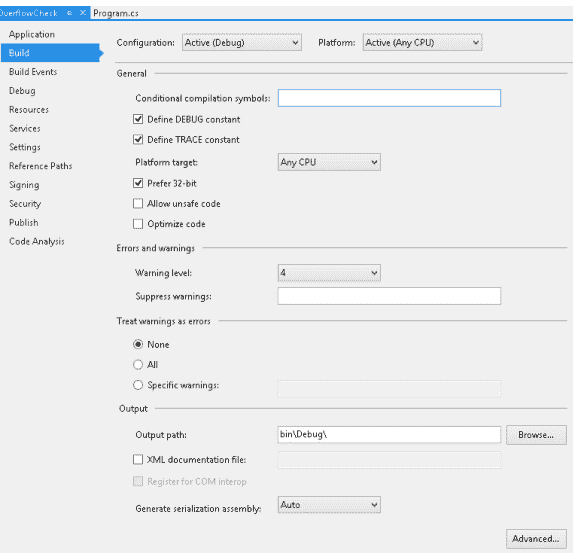 OverflowCheck Program.cs
Application
Build
Build Events
Debug
Resources
Services
Settings
Reference Paths
Signing
Security
Publish
Code Analysis
Configuration: Active (Debug) Platform: Active (Any CPU)
General
Conditional compilation symbols:
Define DEBUG constant
Define TRACE constant
Platform target: Any CPU
Prefer 32-bit
Allow unsafe code
Optimize code
Errors and warnings
Warning level: 4
Suppress warnings:
Treat warnings as errors
None
All
Specific warnings:
Output
Output path: bin\Debug\ Browse...
XML documentation file:
Register for COM interop
Generate serialization assembly: Auto
Advanced...